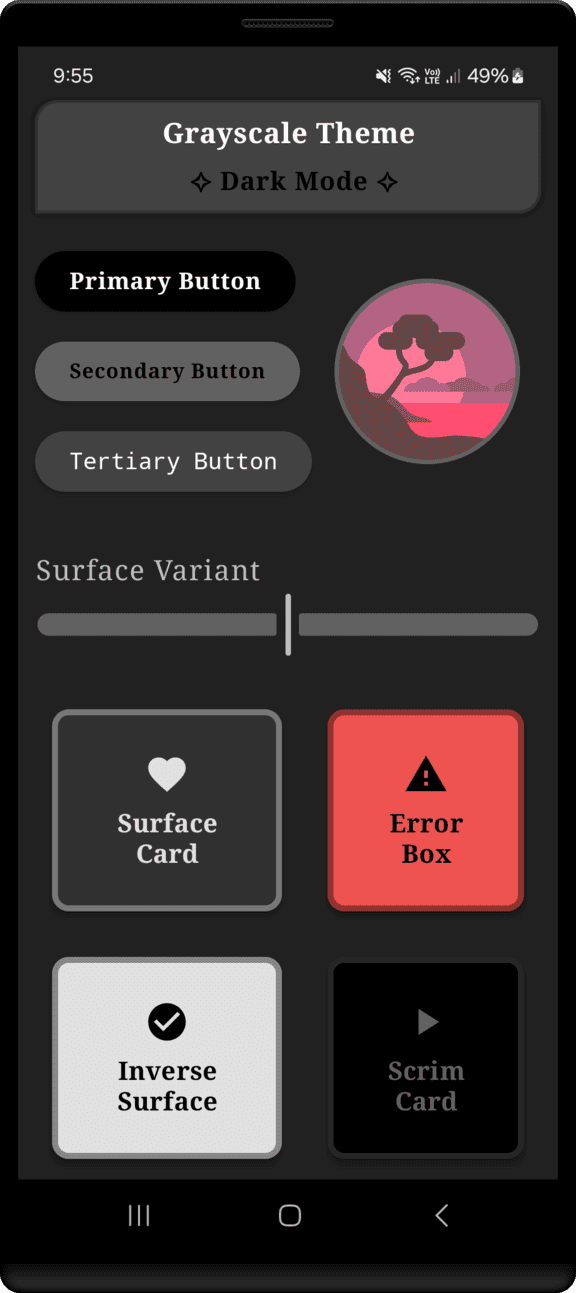 9:55
Vo))
LTE
49%
Grayscale Theme
✧ Dark Mode ✧
Primary Button
Secondary Button
Tertiary Button
Surface Variant
Surface
Card
Error
Box
Inverse
Surface
Scrim
Card